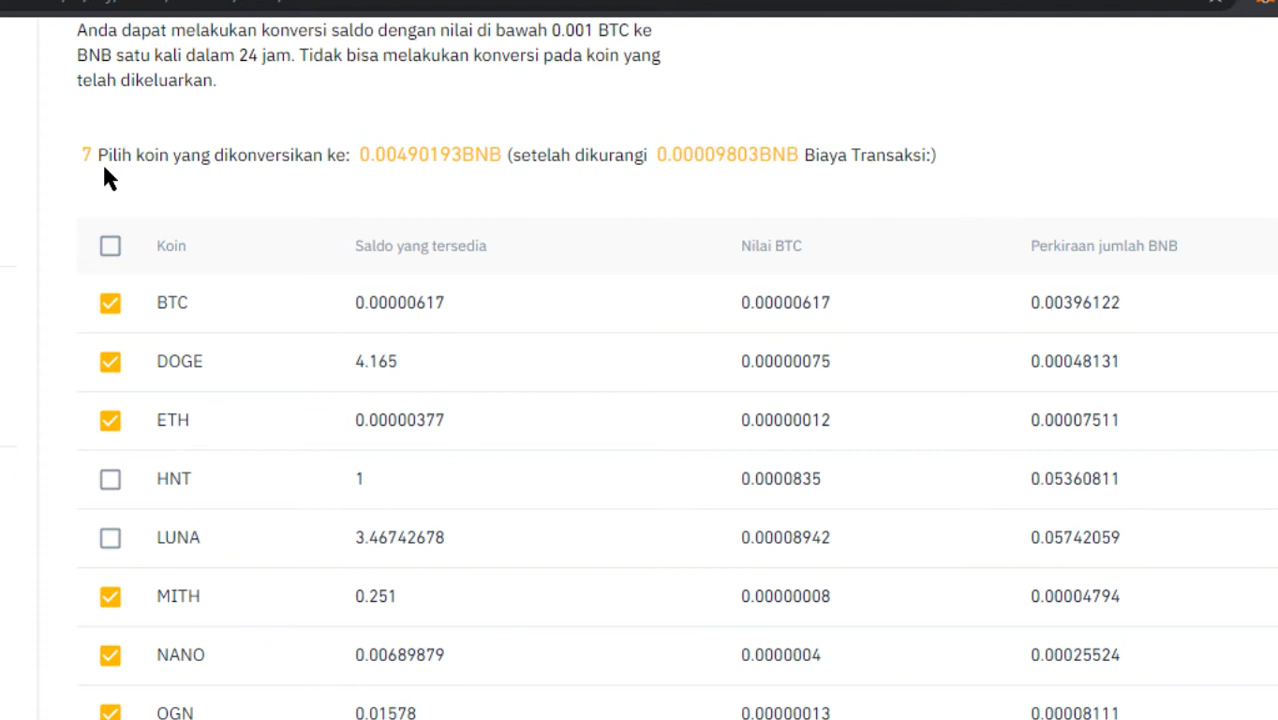 Anda dapat melakukan konversi saldo dengan nilai di bawah 0.001 BTC ke
BNB satu kali dalam 24 jam. Tidak bisa melakukan konversi pada koin yang
telah dikeluarkan.
7 Pilih koin yang dikonversikan ke: 0.00490193BNB (setelah dikurangi 0.00009803BNB Biaya Transaksi:)
Koin Saldo yang tersedia Nilai BTC Perkiraan jumlah BNB
BTC 0.00000617 0.00000617 0.00396122
DOGE 4.165 0.00000075 0.00048131
ETH 0.00000377 0.00000012 0.00007511
HNT 1 0.0000835 0.05360811
LUNA 3.46742678 0.00008942 0.05742059
MITH 0.251 0.00000008 0.00004794
NANO 0.00689879 0.0000004 0.00025524
OGN 0.01578 0.00000013 0.00008111